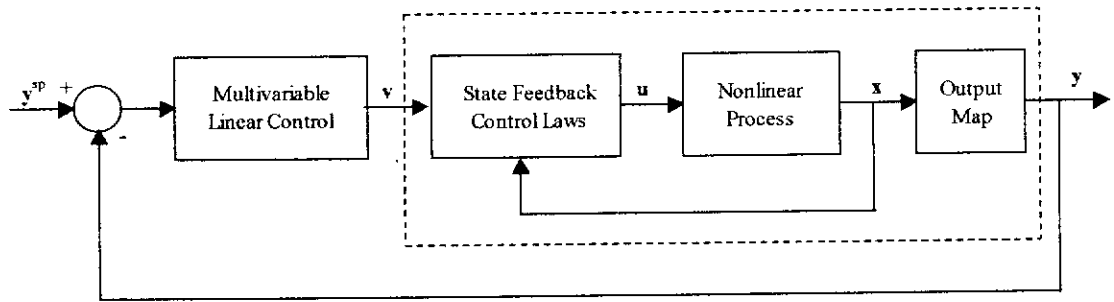 y^sp
+
-
Multivariable
Linear Control
v
State Feedback
Control Laws
u
Nonlinear
Process
x
Output
Map
y